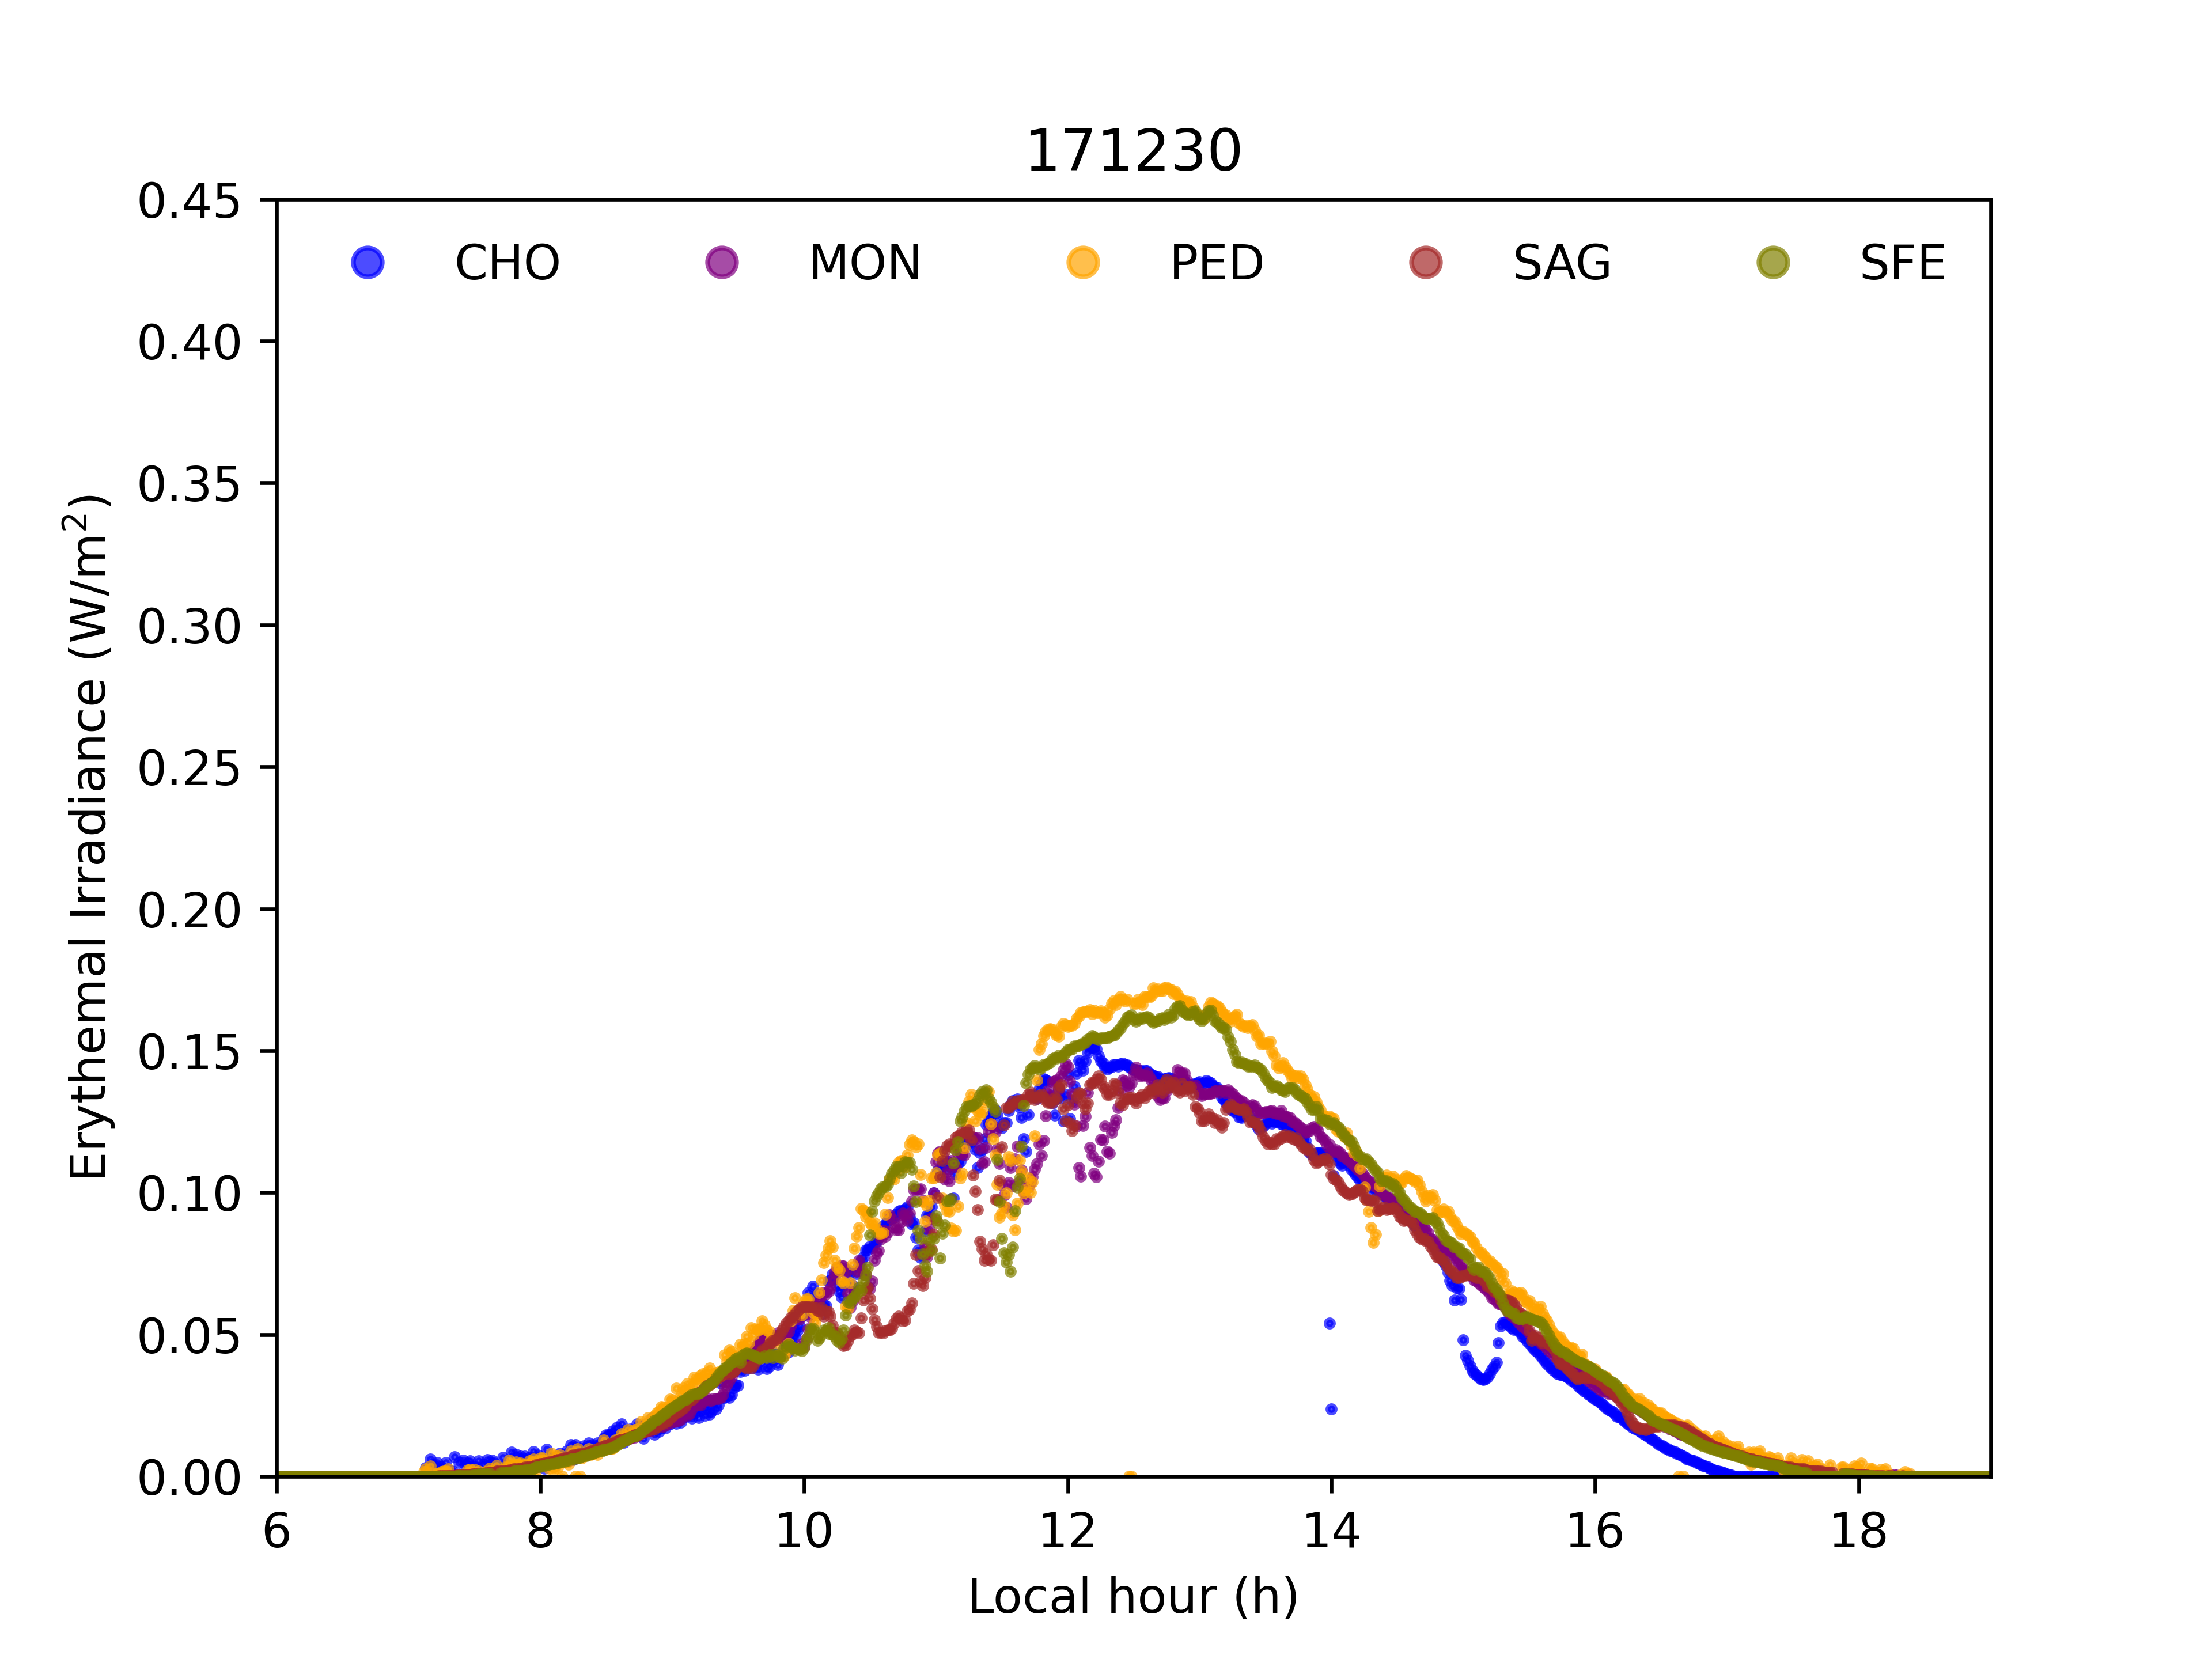 171230
0.45
CHO MON PED SAG SFE
0.40
0.35
0.30
0.25
0.20
0.15
0.10
0.05
0.00
Erythemal Irradiance (W/m²)
6 8 10 12 14 16 18
Local hour (h)